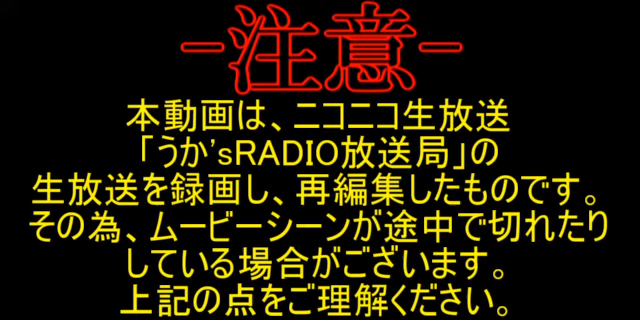 -注意-
本動画は、ニコニコ生放送
「うか'sRADIO放送局」の
生放送を録画し、再編集したものです。
その為、ムービーシーンが途中で切れたり
している場合がございます。
上記の点をご理解ください。